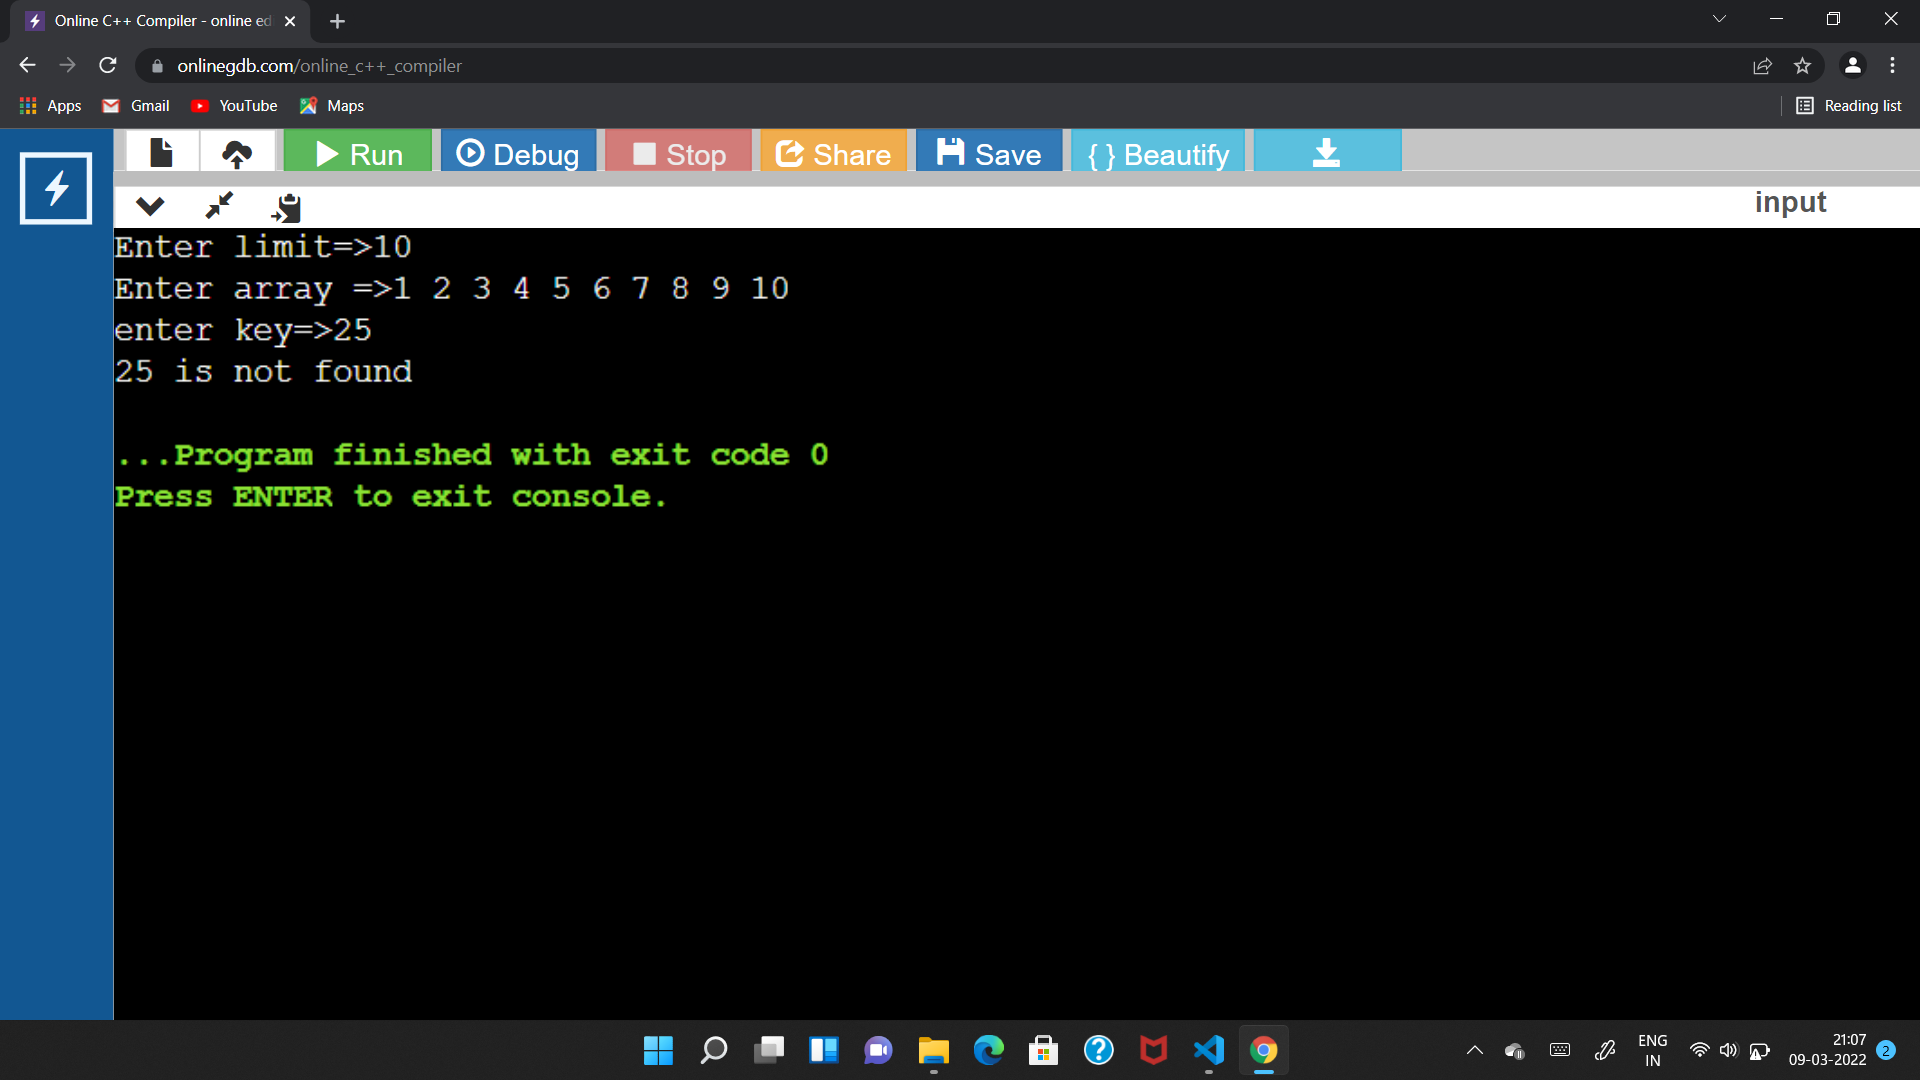 Online C++ Compiler - online ed
onlinegdb.com/online_c++_compiler
Apps Gmail YouTube Maps Reading list
Run Debug Stop Share Save { } Beautify
input
Enter limit=>10
Enter array =>1 2 3 4 5 6 7 8 9 10
enter key=>25
25 is not found
...Program finished with exit code 0
Press ENTER to exit console.
ENG 21:07
IN 09-03-2022 2